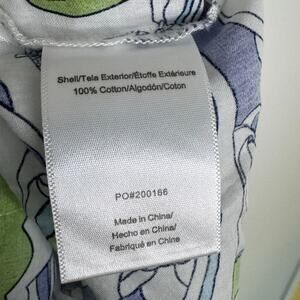 Shell/Tela Exterior/Étoffe Extérieure
100% Cotton/Algodón/Coton
PO#200166
Made in China/
Hecho en China/
Fabriqué en Chine